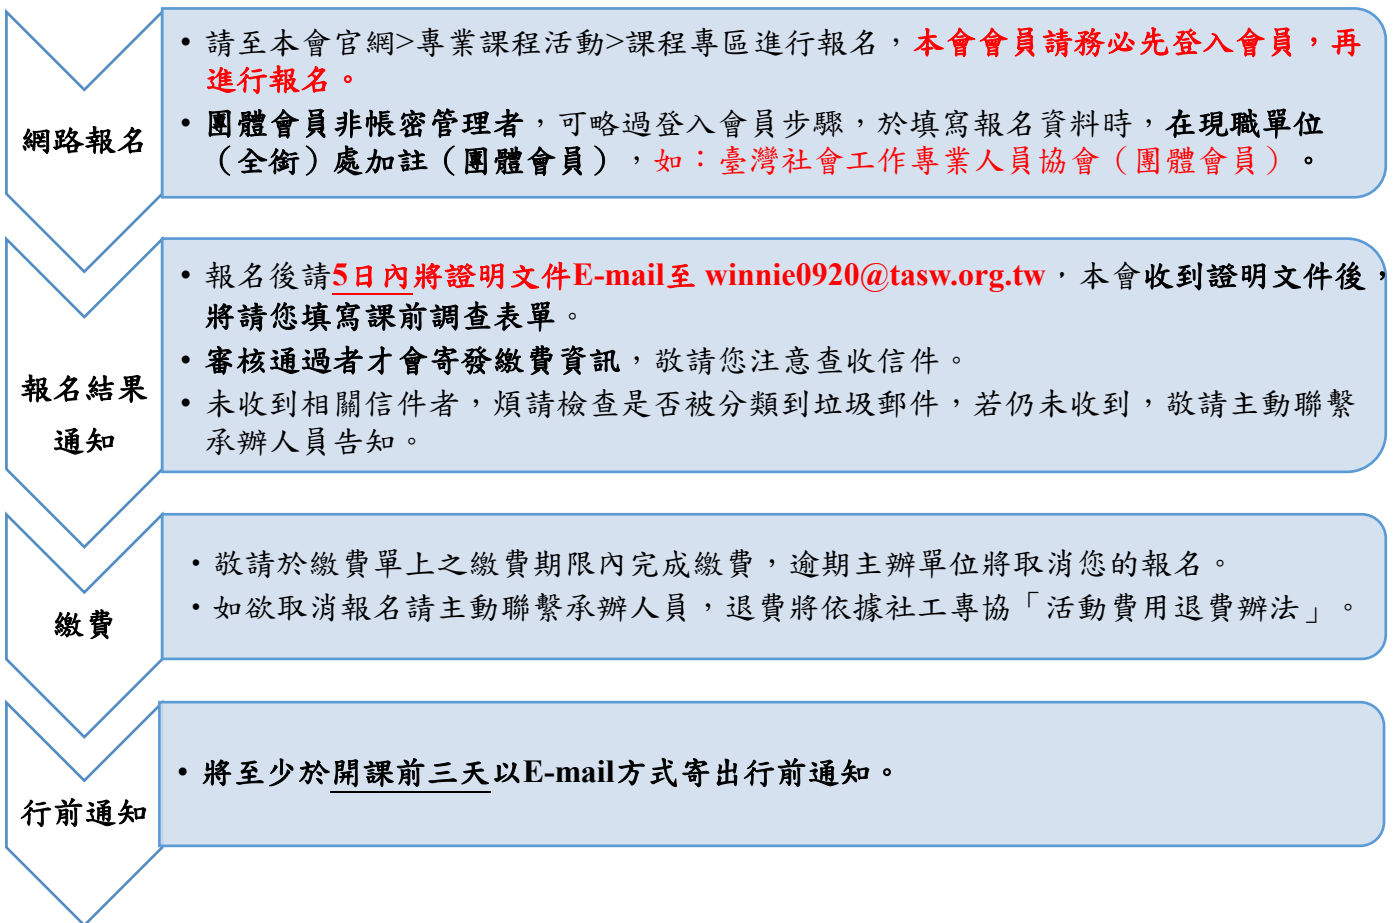 網路報名
• 請至本會官網>專業課程活動>課程專區進行報名，本會會員請務必先登入會員，再
進行報名。
• 團體會員非帳密管理者，可略過登入會員步驟，於填寫報名資料時，在現職單位
（全銜）處加註（團體會員），如：臺灣社會工作專業人員協會（團體會員）。
報名結果
通知
• 報名後請5日內將證明文件E-mail至 winnie0920@tasw.org.tw，本會收到證明文件後，
將請您填寫課前調查表單。
• 審核通過者才會寄發繳費資訊，敬請您注意查收信件。
• 未收到相關信件者，煩請檢查是否被分類到垃圾郵件，若仍未收到，敬請主動聯繫
承辦人員告知。
繳費
• 敬請於繳費單上之繳費期限內完成繳費，逾期主辦單位將取消您的報名。
• 如欲取消報名請主動聯繫承辦人員，退費將依據社工專協「活動費用退費辦法」。
行前通知
• 將至少於開課前三天以E-mail方式寄出行前通知。